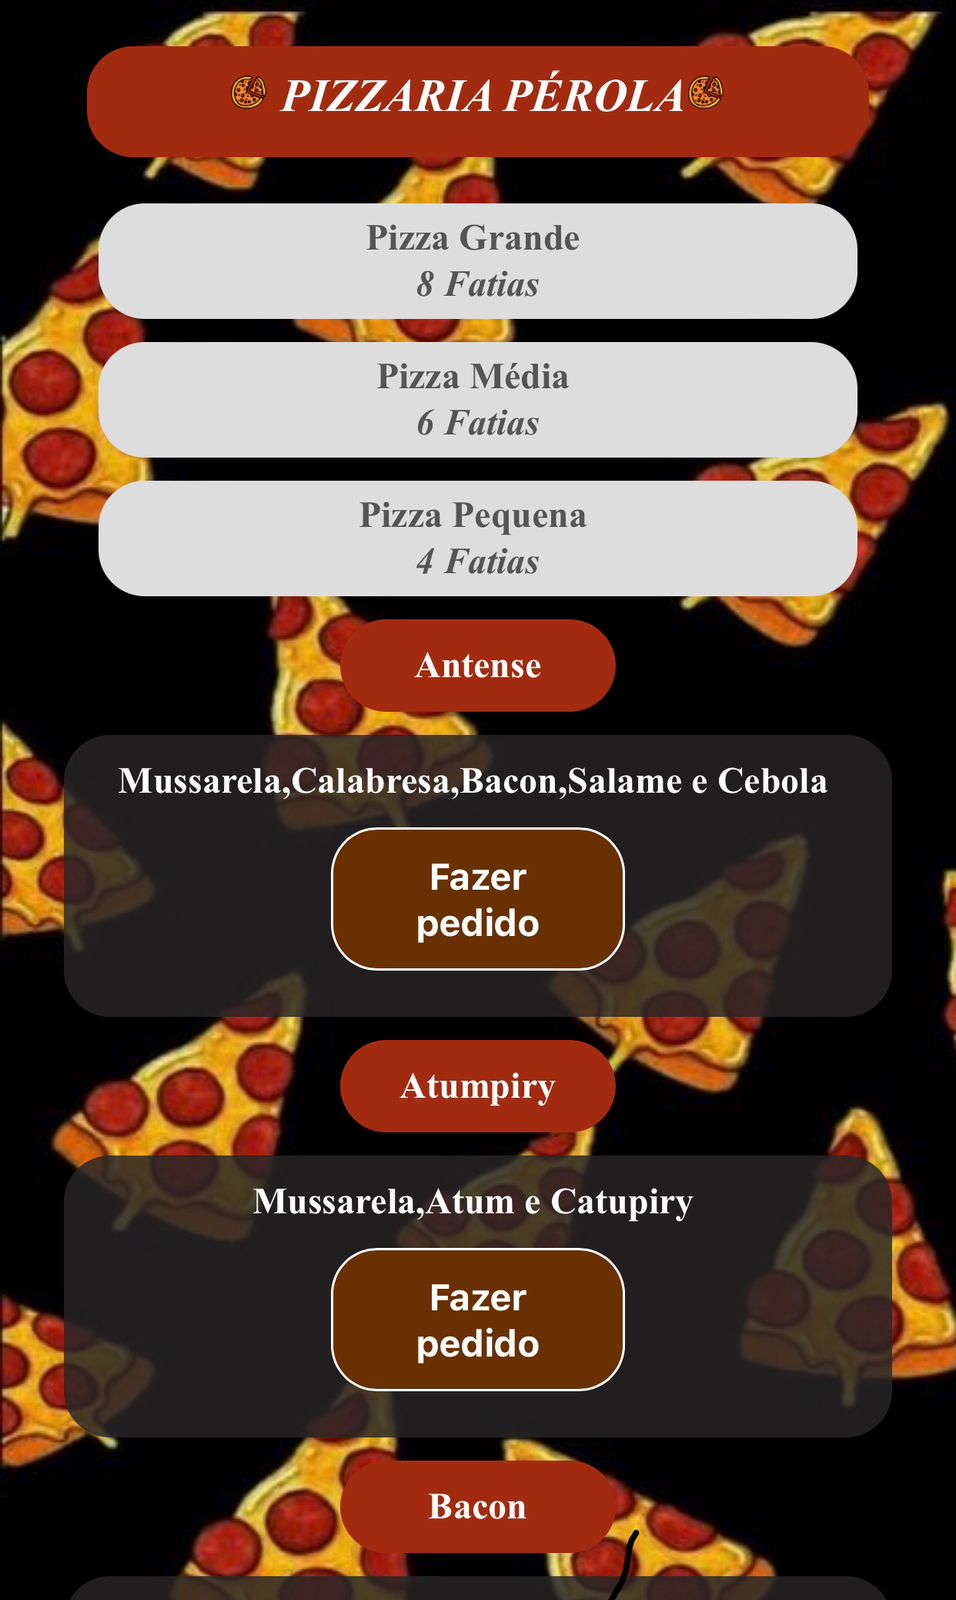 PIZZARIA PÉROLA
Pizza Grande
8 Fatias
Pizza Média
6 Fatias
Pizza Pequena
4 Fatias
Antense
Mussarela,Calabresa,Bacon,Salame e Cebola
Fazer
pedido
Atumpiry
Mussarela,Atum e Catupiry
Fazer
pedido
Bacon